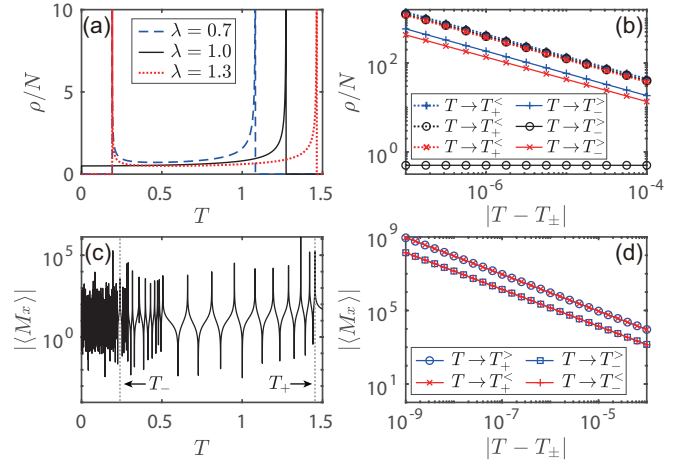 (a)
ρ/N
10
5
0
λ = 0.7
λ = 1.0
λ = 1.3
0 0.5 1 1.5
T
(b)
ρ/N
10^2
10^0
T → T_+^<
T → T_-^>
T → T_+^<
T → T_-^>
T → T_+^<
T → T_-^>
10^-6 10^-4
|T − T_±|
(c)
|⟨M_x⟩|
10^5
10^0
T_-
T_+
0 0.5 1 1.5
T
(d)
|⟨M_x⟩|
10^9
10^5
10^1
T → T_+^>
T → T_-^>
T → T_+^<
T → T_-^<
10^-9 10^-7 10^-5
|T − T_±|